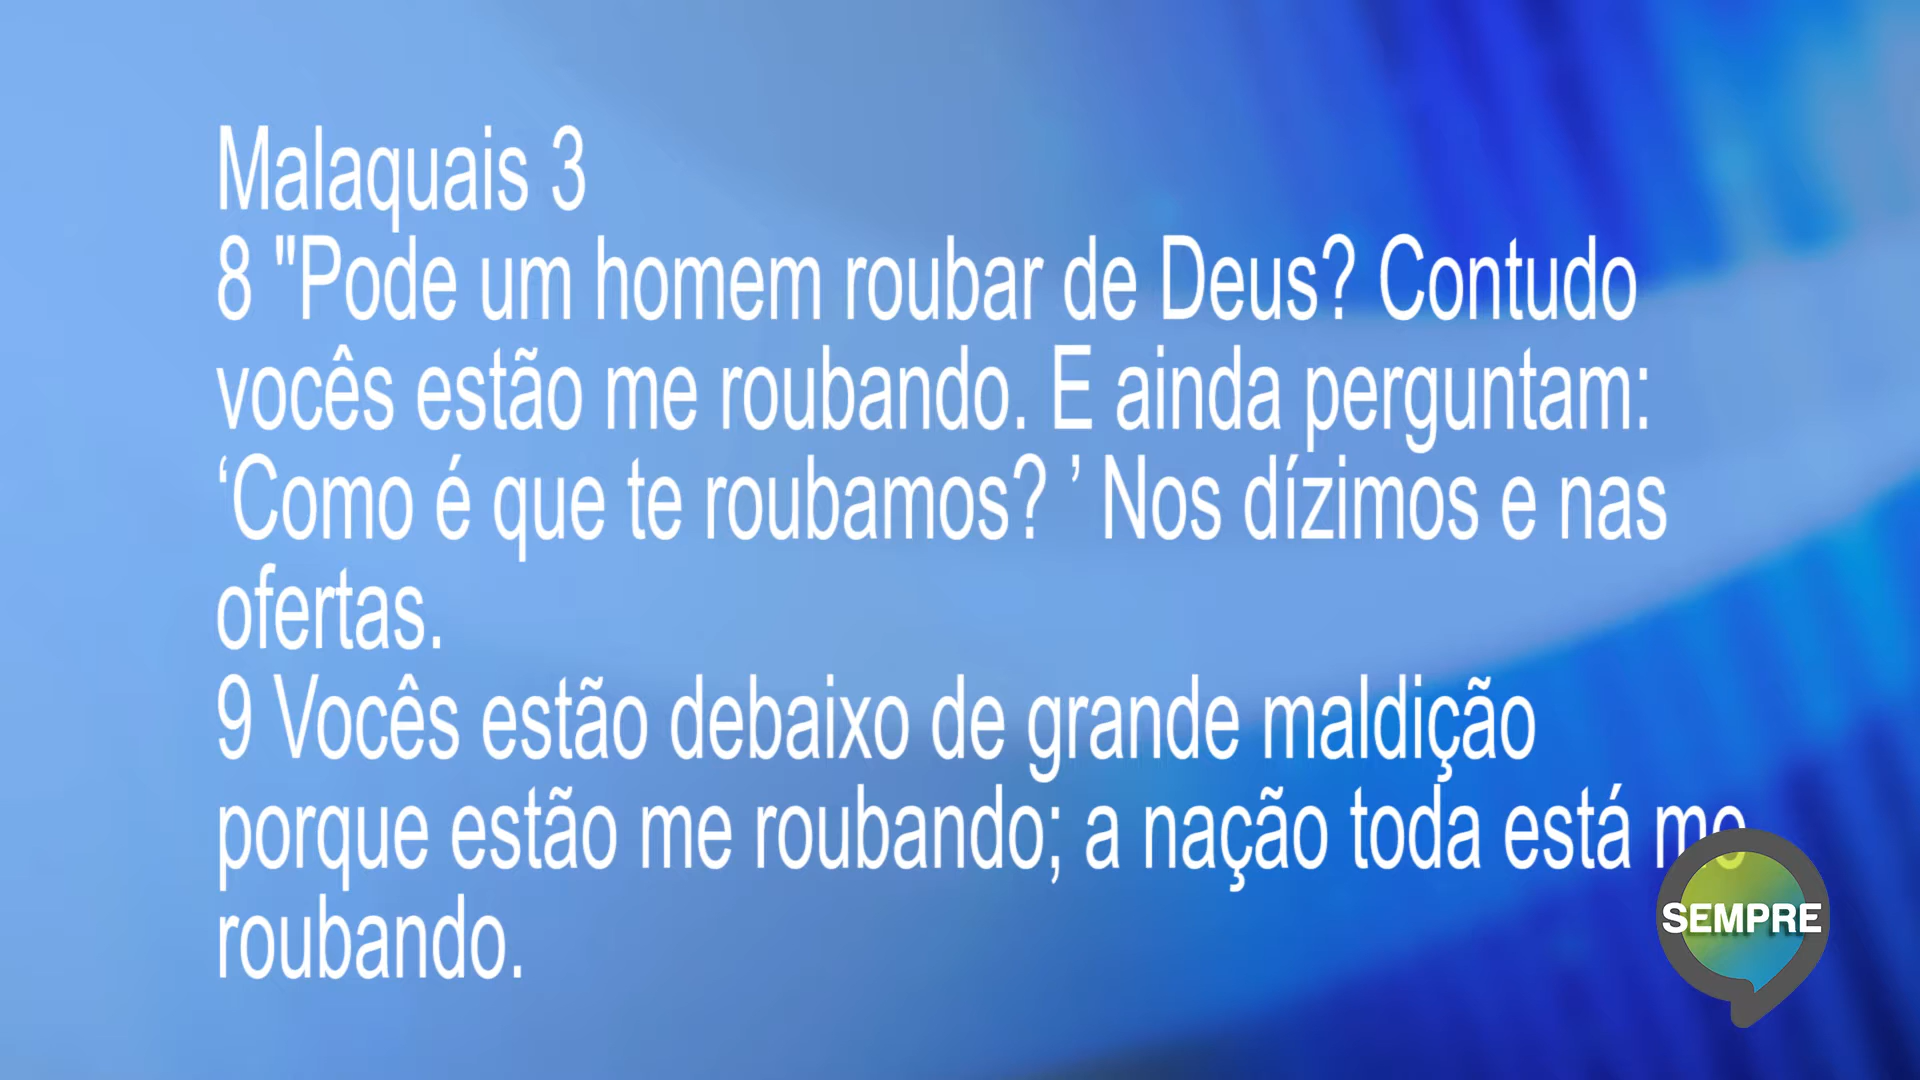 Malaquais 3
8 "Pode um homem roubar de Deus? Contudo
vocês estão me roubando. E ainda perguntam:
‘Como é que te roubamos? ’ Nos dízimos e nas
ofertas.
9 Vocês estão debaixo de grande maldição
porque estão me roubando; a nação toda está me
roubando.
SEMPRE